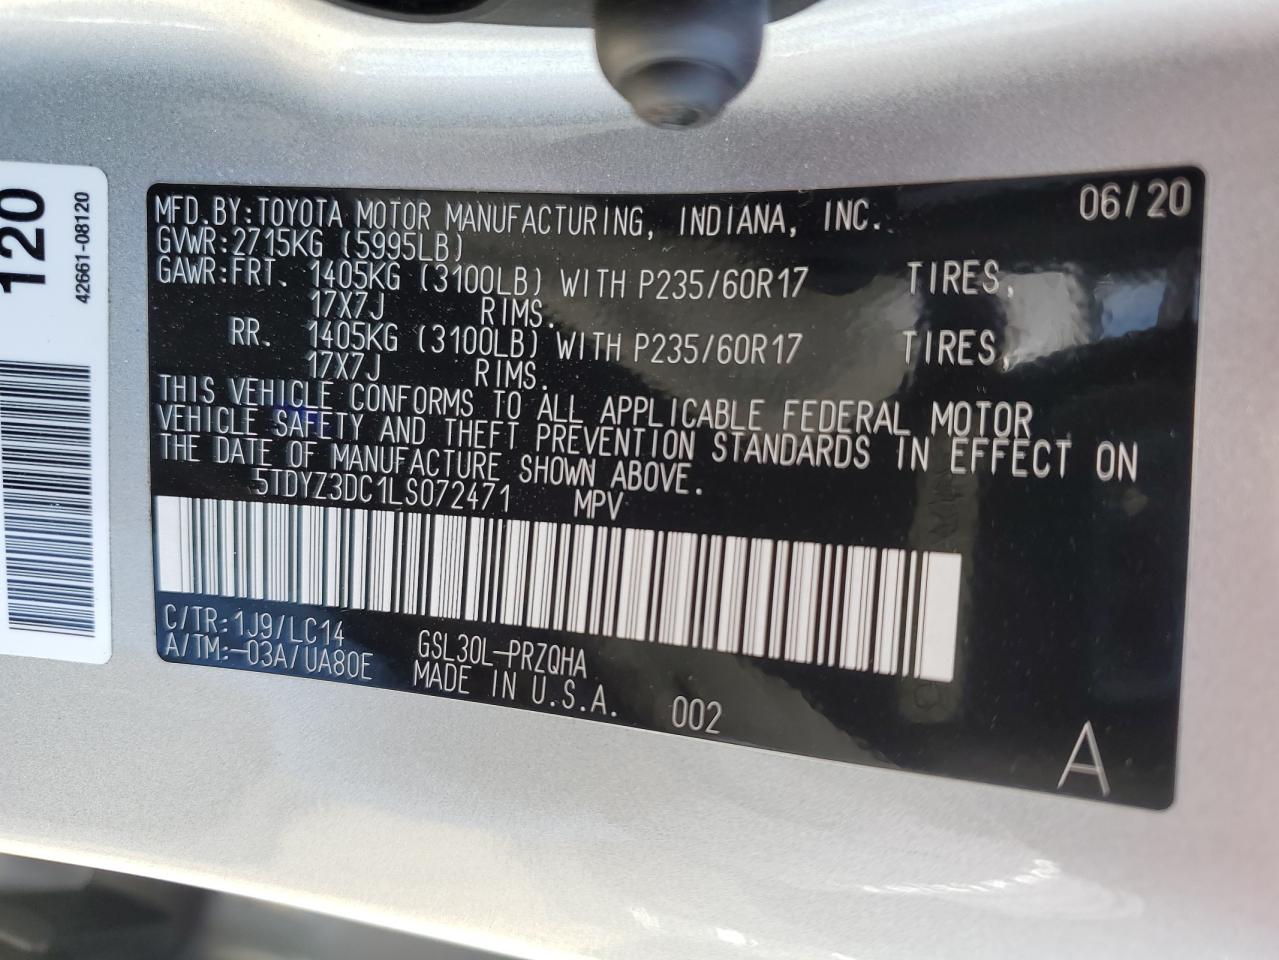 120
42661-08120
MFD.BY:TOYOTA MOTOR MANUFACTURING, INDIANA, INC. 06/20
GVWR:2715KG (5995LB)
GAWR:FRT. 1405KG (3100LB) WITH P235/60R17 TIRES,
17X7J RIMS.
RR. 1405KG (3100LB) WITH P235/60R17 TIRES,
17X7J RIMS.
THIS VEHICLE CONFORMS TO ALL APPLICABLE FEDERAL MOTOR
VEHICLE SAFETY AND THEFT PREVENTION STANDARDS IN EFFECT ON
THE DATE OF MANUFACTURE SHOWN ABOVE.
5TDYZ3DC1LS072471 MPV
C/TR:1J9/LC14 GSL30L-PRZQHA
A/TM:-03A/UA80E MADE IN U.S.A. 002
A